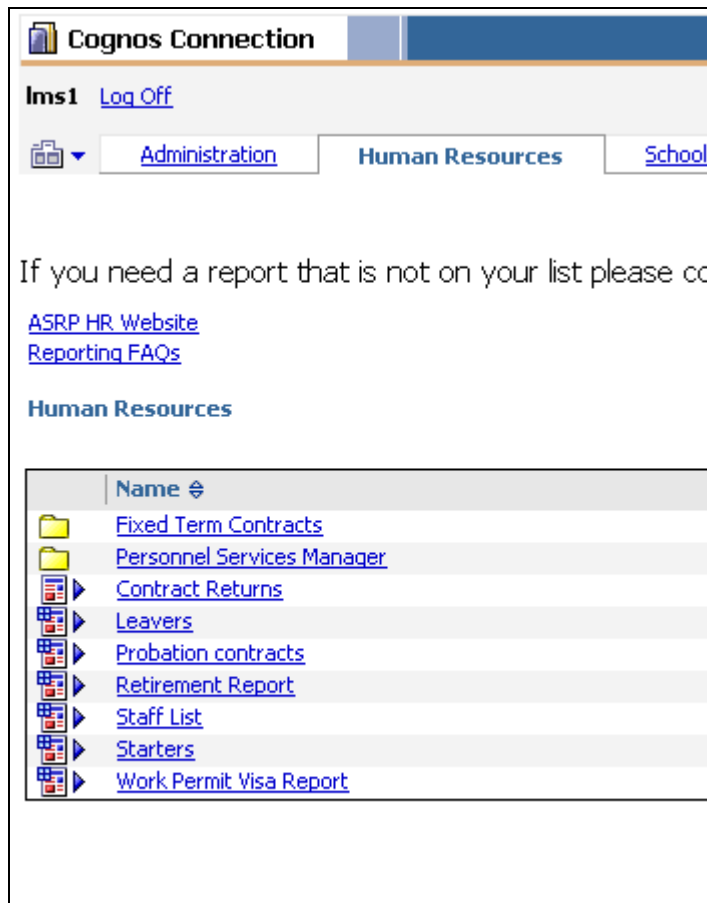 Cognos Connection
lms1 Log Off
Administration Human Resources School
If you need a report that is not on your list please co
ASRP HR Website
Reporting FAQs
Human Resources
Name
Fixed Term Contracts
Personnel Services Manager
Contract Returns
Leavers
Probation contracts
Retirement Report
Staff List
Starters
Work Permit Visa Report